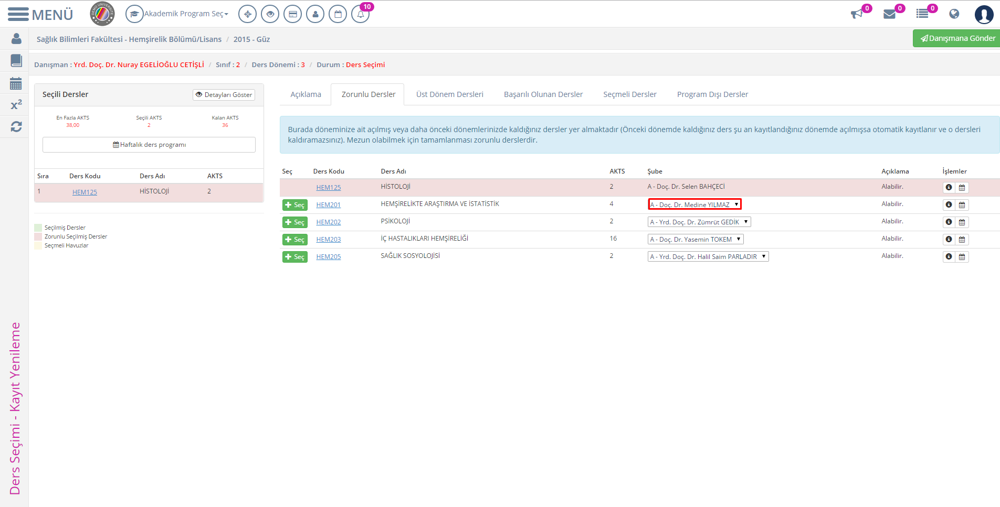 MENÜ
DEMO ÜNİVERSİTE
Akademik Program Seç
10
0
0
0
Sağlık Bilimleri Fakültesi - Hemşirelik Bölümü/Lisans / 2015 - Güz
Danışmana Gönder
Danışman : Yrd. Doç. Dr. Nuray EGELİOĞLU CETİŞLİ / Sınıf : 2 / Ders Dönemi : 3 / Durum : Ders Seçimi
x²
Seçili Dersler
Detayları Göster
En Fazla AKTS Seçili AKTS Kalan AKTS
38,00 2 36
Haftalık ders programı
Sıra Ders Kodu Ders Adı AKTS
1 HEM125 HİSTOLOJİ 2
Seçilmiş Dersler
Zorunlu Seçilmiş Dersler
Seçmeli Havuzlar
Açıklama Zorunlu Dersler Üst Dönem Dersleri Başarılı Olunan Dersler Seçmeli Dersler Program Dışı Dersler
Burada döneminize ait açılmış veya daha önceki dönemlerinizde kaldığınız dersler yer almaktadır (Önceki dönemde kaldığınız ders şu an kayıtlandığınız dönemde açılmışsa otomatik kayıtlanır ve o dersleri
kaldıramazsınız). Mezun olabilmek için tamamlanması zorunlu derslerdir.
Seç Ders Kodu Ders Adı AKTS Şube Açıklama İşlemler
HEM125 HİSTOLOJİ 2 A - Doç. Dr. Selen BAHÇECİ Alabilir.
Seç HEM201 HEMŞİRELİKTE ARAŞTIRMA VE İSTATİSTİK 4 A - Doç. Dr. Medine YILMAZ Alabilir.
Seç HEM202 PSİKOLOJİ 2 A - Yrd. Doç. Dr. Zümrüt GEDİK Alabilir.
Seç HEM203 İÇ HASTALIKLARI HEMŞİRELİĞİ 16 A - Doç. Dr. Yasemin TOKEM Alabilir.
Seç HEM205 SAĞLIK SOSYOLOJİSİ 2 A - Yrd. Doç. Dr. Halil Saim PARLADIR Alabilir.
Ders Seçimi - Kayıt Yenileme